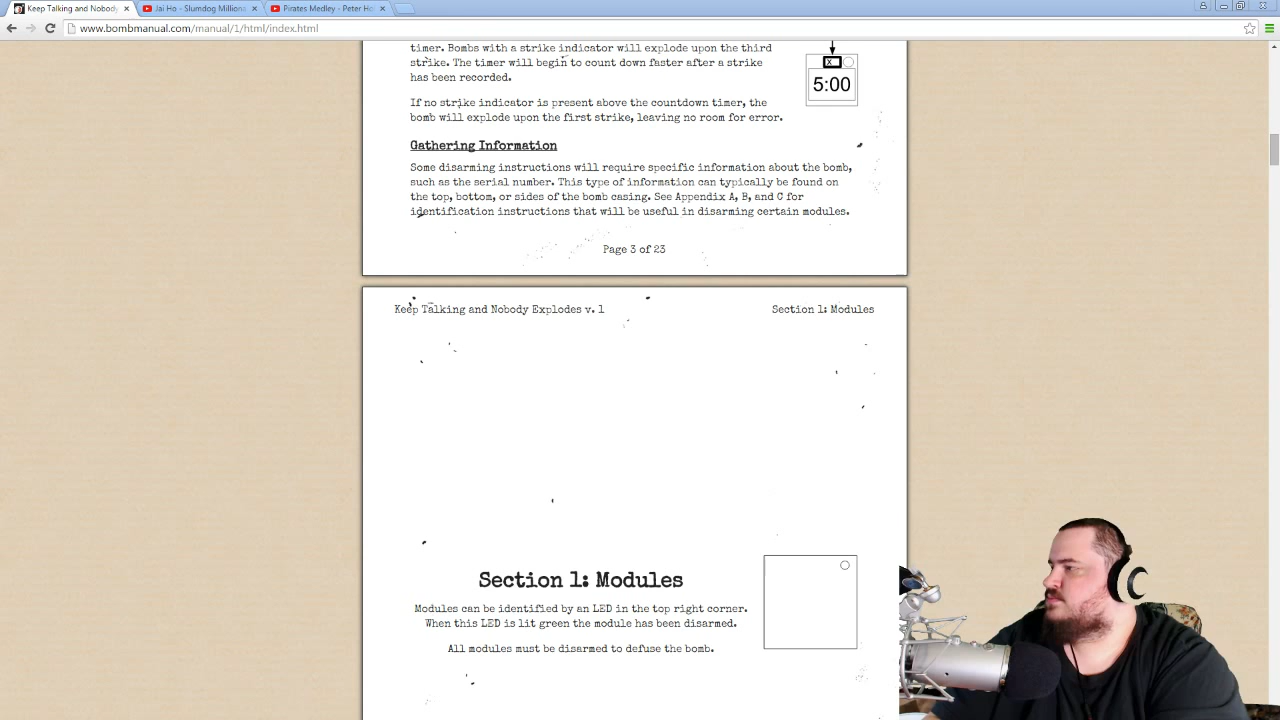 Keep Talking and Nobody
Jai Ho - Slumdog Milliona
Pirates Medley - Peter Ho
www.bombmanual.com/manual/1/html/index.html
timer. Bombs with a strike indicator will explode upon the third
strike. The timer will begin to count down faster after a strike
has been recorded.
X
5:00
If no strike indicator is present above the countdown timer, the
bomb will explode upon the first strike, leaving no room for error.
Gathering Information
Some disarming instructions will require specific information about the bomb,
such as the serial number. This type of information can typically be found on
the top, bottom, or sides of the bomb casing. See Appendix A, B, and C for
identification instructions that will be useful in disarming certain modules.
Page 3 of 23
Keep Talking and Nobody Explodes v. 1
Section 1: Modules
Section 1: Modules
Modules can be identified by an LED in the top right corner.
When this LED is lit green the module has been disarmed.
All modules must be disarmed to defuse the bomb.